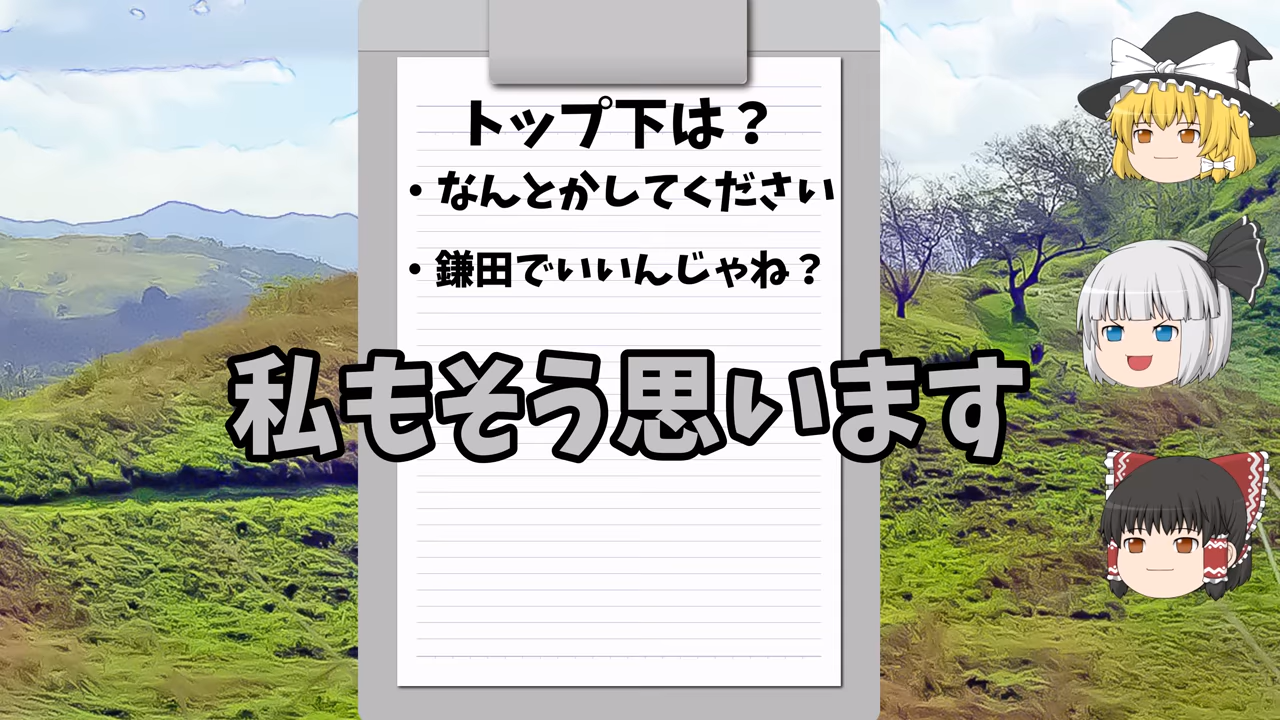 トップ下は？
・なんとかしてください
・鎌田でいいんじゃね？
私もそう思います